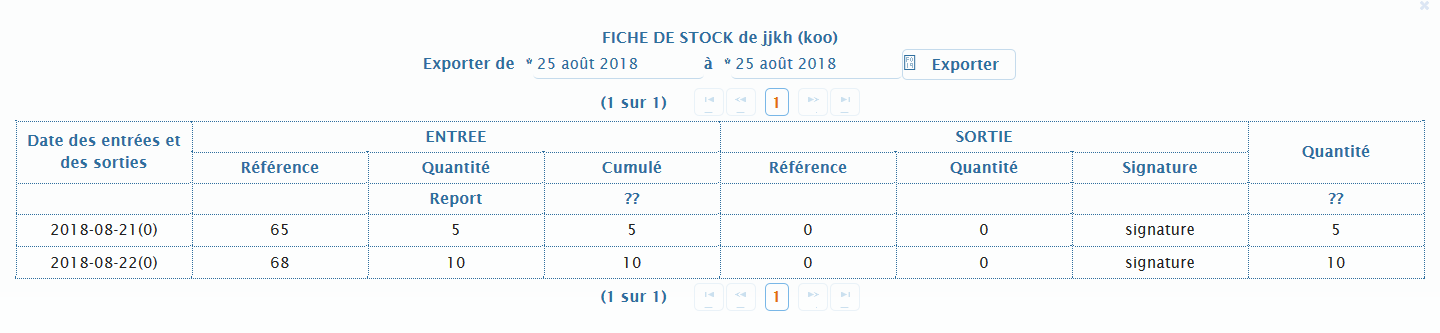 FICHE DE STOCK de jjkh (koo)
Exporter de * 25 août 2018 à * 25 août 2018 Exporter
(1 sur 1) 1
Date des entrées et des sorties ENTREE SORTIE Quantité
Référence Quantité Cumulé Référence Quantité Signature
Report ?? ??
2018-08-21(0) 65 5 5 0 0 signature 5
2018-08-22(0) 68 10 10 0 0 signature 10
(1 sur 1) 1